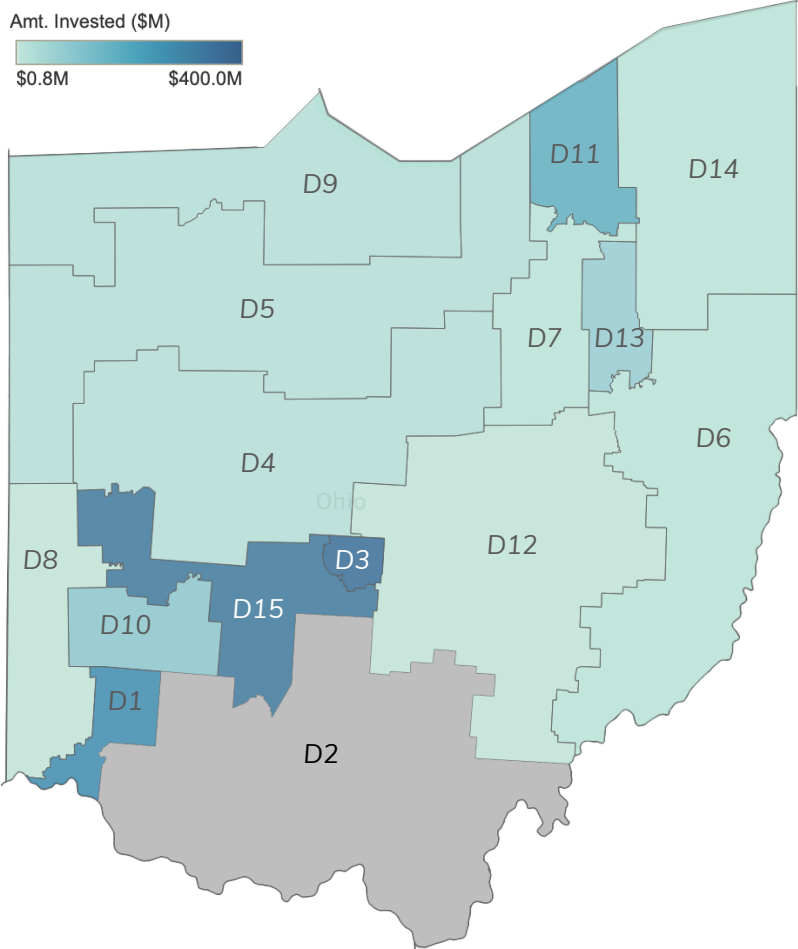 Amt. Invested ($M)
$0.8M $400.0M
D11
D14
D9
D5
D7
D13
D6
D4
Ohio
D8
D12
D3
D15
D10
D1
D2